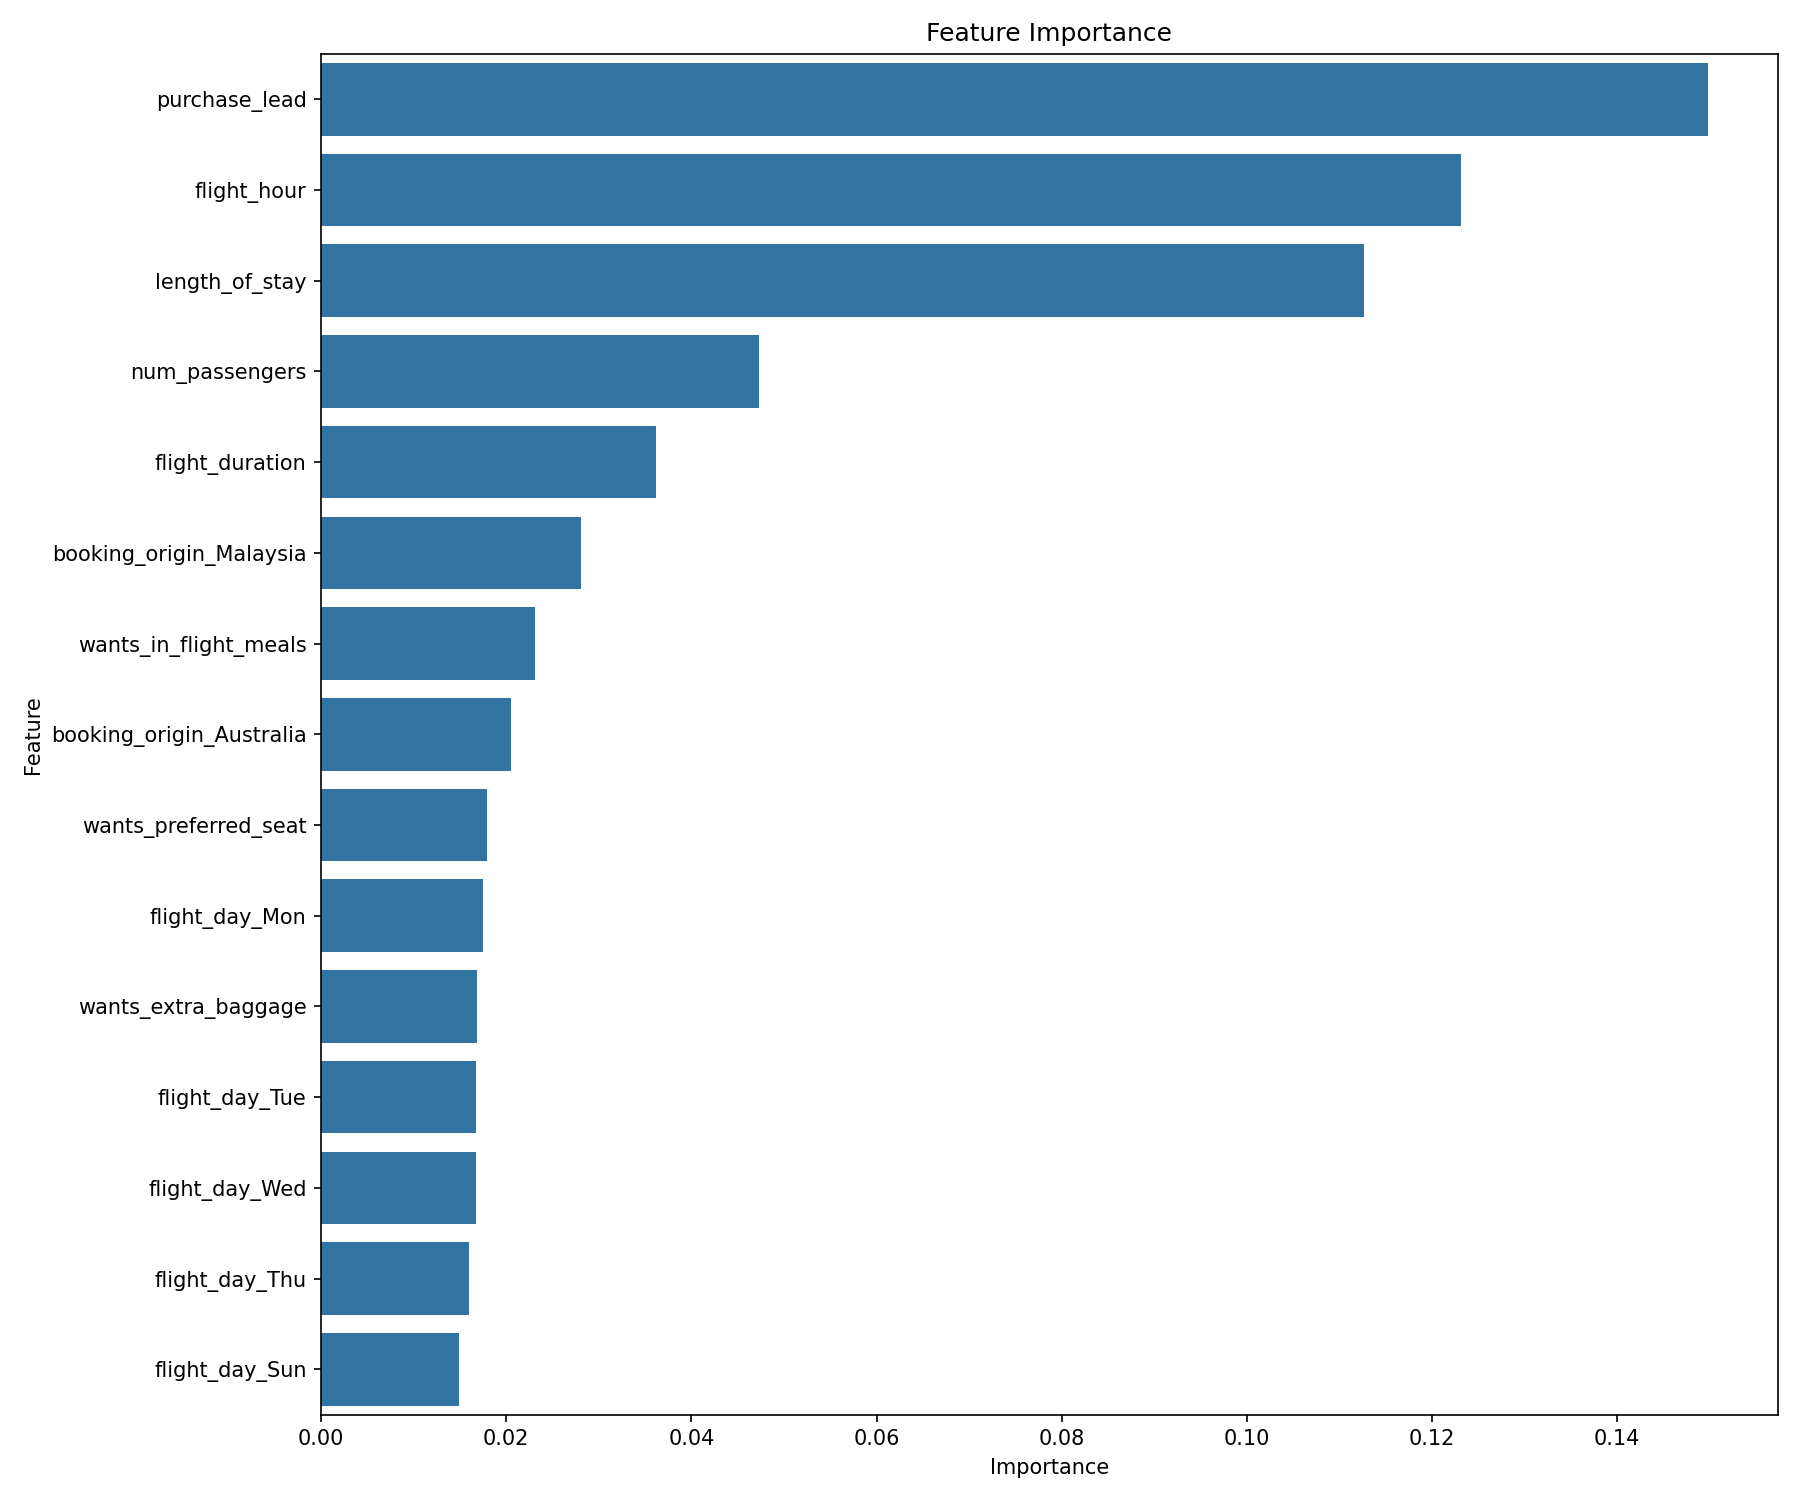 Feature Importance
purchase_lead
flight_hour
length_of_stay
num_passengers
flight_duration
booking_origin_Malaysia
wants_in_flight_meals
booking_origin_Australia
wants_preferred_seat
flight_day_Mon
wants_extra_baggage
flight_day_Tue
flight_day_Wed
flight_day_Thu
flight_day_Sun
Feature
0.00 0.02 0.04 0.06 0.08 0.10 0.12 0.14
Importance